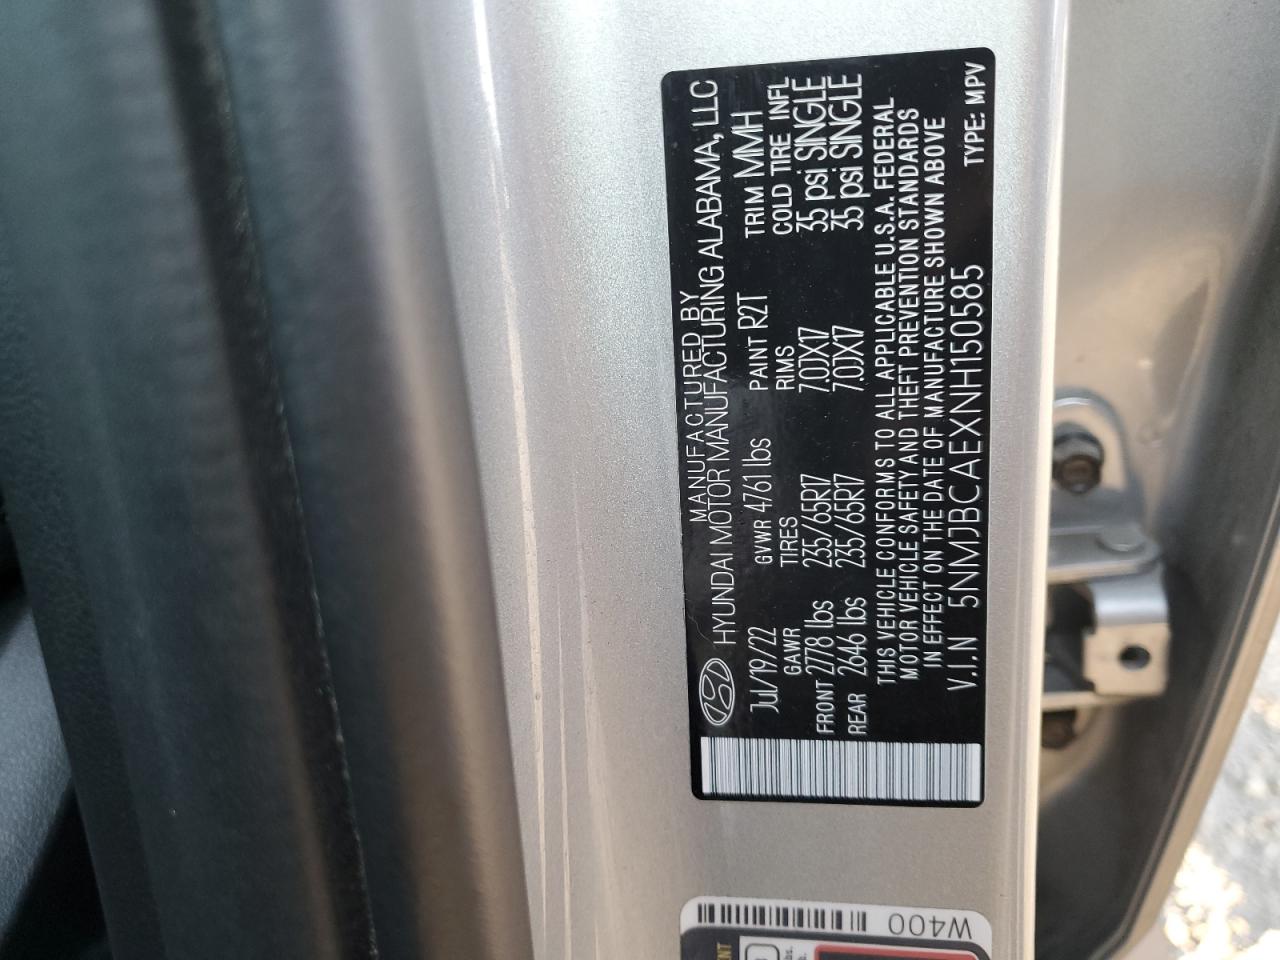 MANUFACTURED BY
HYUNDAI MOTOR MANUFACTURING ALABAMA, LLC
Jul/19/22 GVWR 4761 lbs PAINT R2T TRIM MMH
GAWR TIRES RIMS COLD TIRE INFL
FRONT 2778 lbs 235/65R17 7.0JX17 35 psi SINGLE
REAR 2646 lbs 235/65R17 7.0JX17 35 psi SINGLE
THIS VEHICLE CONFORMS TO ALL APPLICABLE U.S.A. FEDERAL
MOTOR VEHICLE SAFETY AND THEFT PREVENTION STANDARDS
IN EFFECT ON THE DATE OF MANUFACTURE SHOWN ABOVE
V.I.N 5NMJBCAEXNH150585 TYPE: MPV
W400